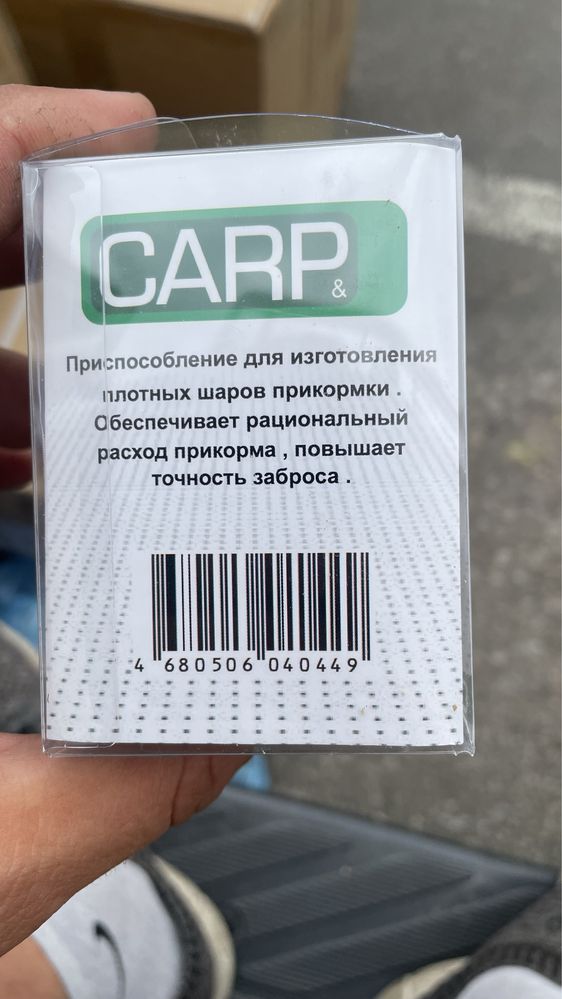 CARP
&
Приспособление для изготовления
плотных шаров прикормки .
Обеспечивает рациональный
расход прикорма , повышает
точность заброса .
4 680506 040449